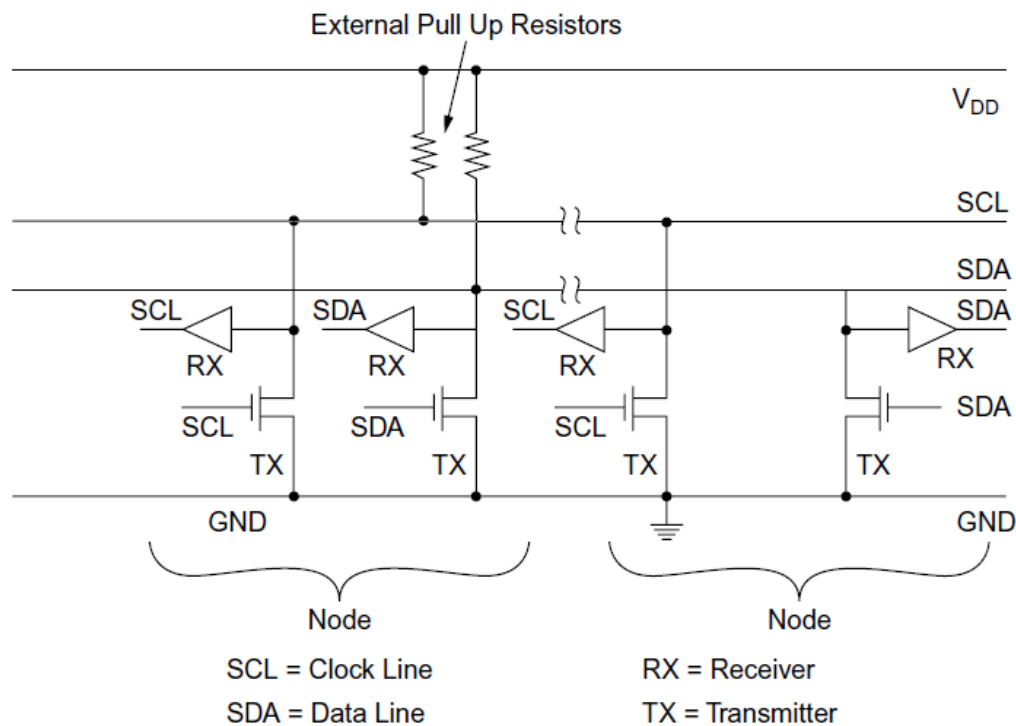 External Pull Up Resistors
VDD
SCL
SDA
SCL
SDA
SCL
SDA
RX
RX
RX
RX
SCL
SDA
SCL
SDA
TX
TX
TX
TX
GND
GND
Node
Node
SCL = Clock Line
RX = Receiver
SDA = Data Line
TX = Transmitter